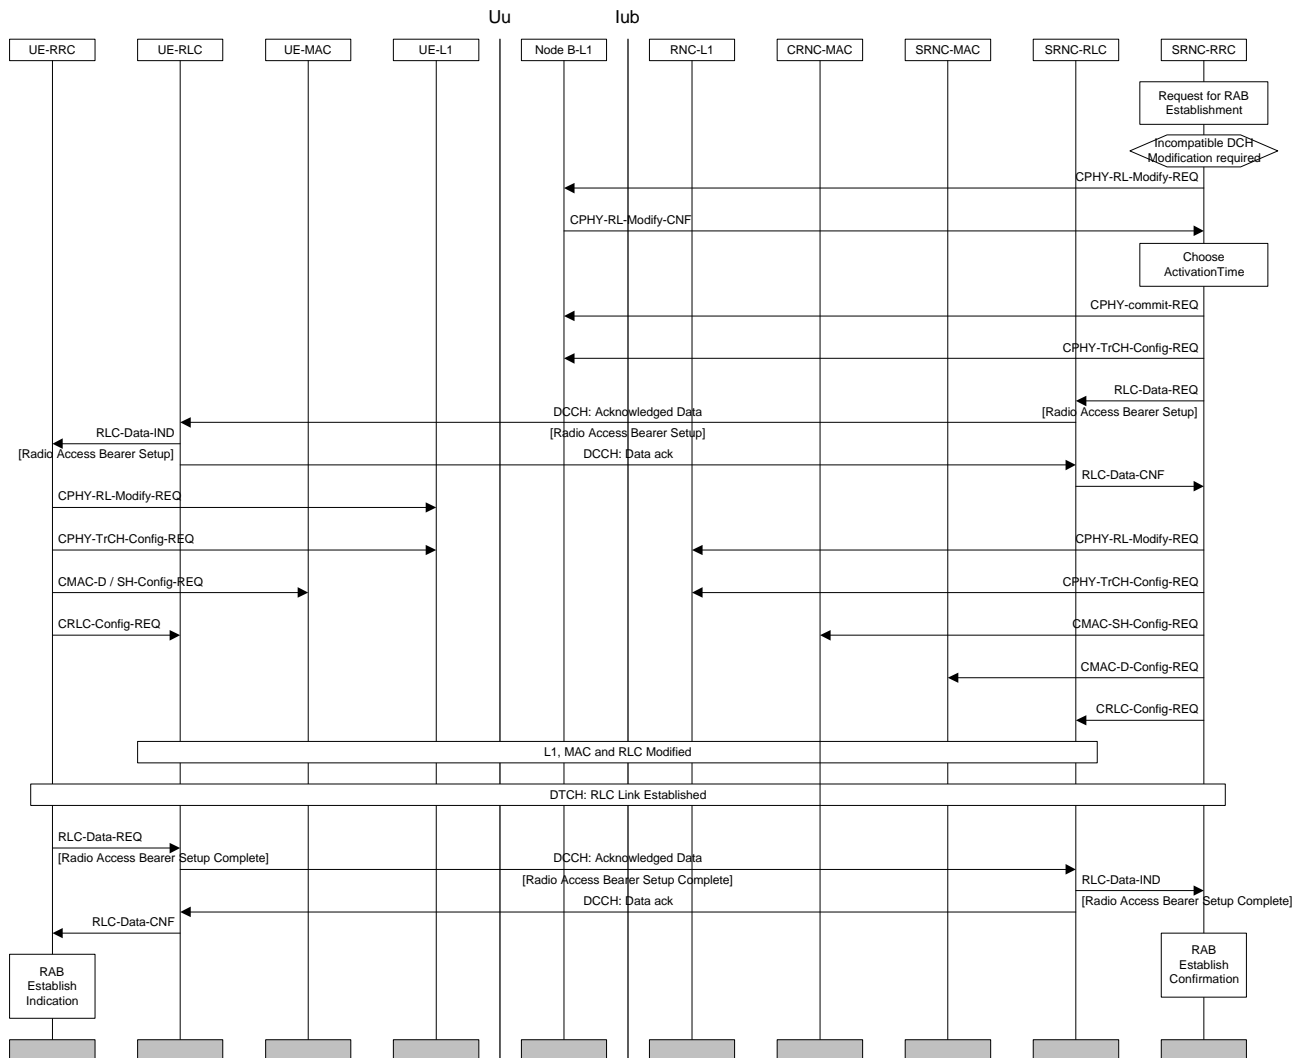 Uu
Iub
UE-RRC
UE-RLC
UE-MAC
UE-L1
Node B-L1
RNC-L1
CRNC-MAC
SRNC-MAC
SRNC-RLC
SRNC-RRC
Request for RAB
Establishment
Incompatible DCH
Modification required
CPHY-RL-Modify-REQ
CPHY-RL-Modify-CNF
Choose
ActivationTime
CPHY-commit-REQ
CPHY-TrCH-Config-REQ
RLC-Data-REQ
[Radio Access Bearer Setup]
DCCH: Acknowledged Data
[Radio Access Bearer Setup]
RLC-Data-IND
[Radio Access Bearer Setup]
DCCH: Data ack
RLC-Data-CNF
CPHY-RL-Modify-REQ
CPHY-TrCH-Config-REQ
CPHY-RL-Modify-REQ
CMAC-D / SH-Config-REQ
CPHY-TrCH-Config-REQ
CRLC-Config-REQ
CMAC-SH-Config-REQ
CMAC-D-Config-REQ
CRLC-Config-REQ
L1, MAC and RLC Modified
DTCH: RLC Link Established
RLC-Data-REQ
[Radio Access Bearer Setup Complete]
DCCH: Acknowledged Data
[Radio Access Bearer Setup Complete]
RLC-Data-IND
[Radio Access Bearer Setup Complete]
DCCH: Data ack
RLC-Data-CNF
RAB
Establish
Indication
RAB
Establish
Confirmation